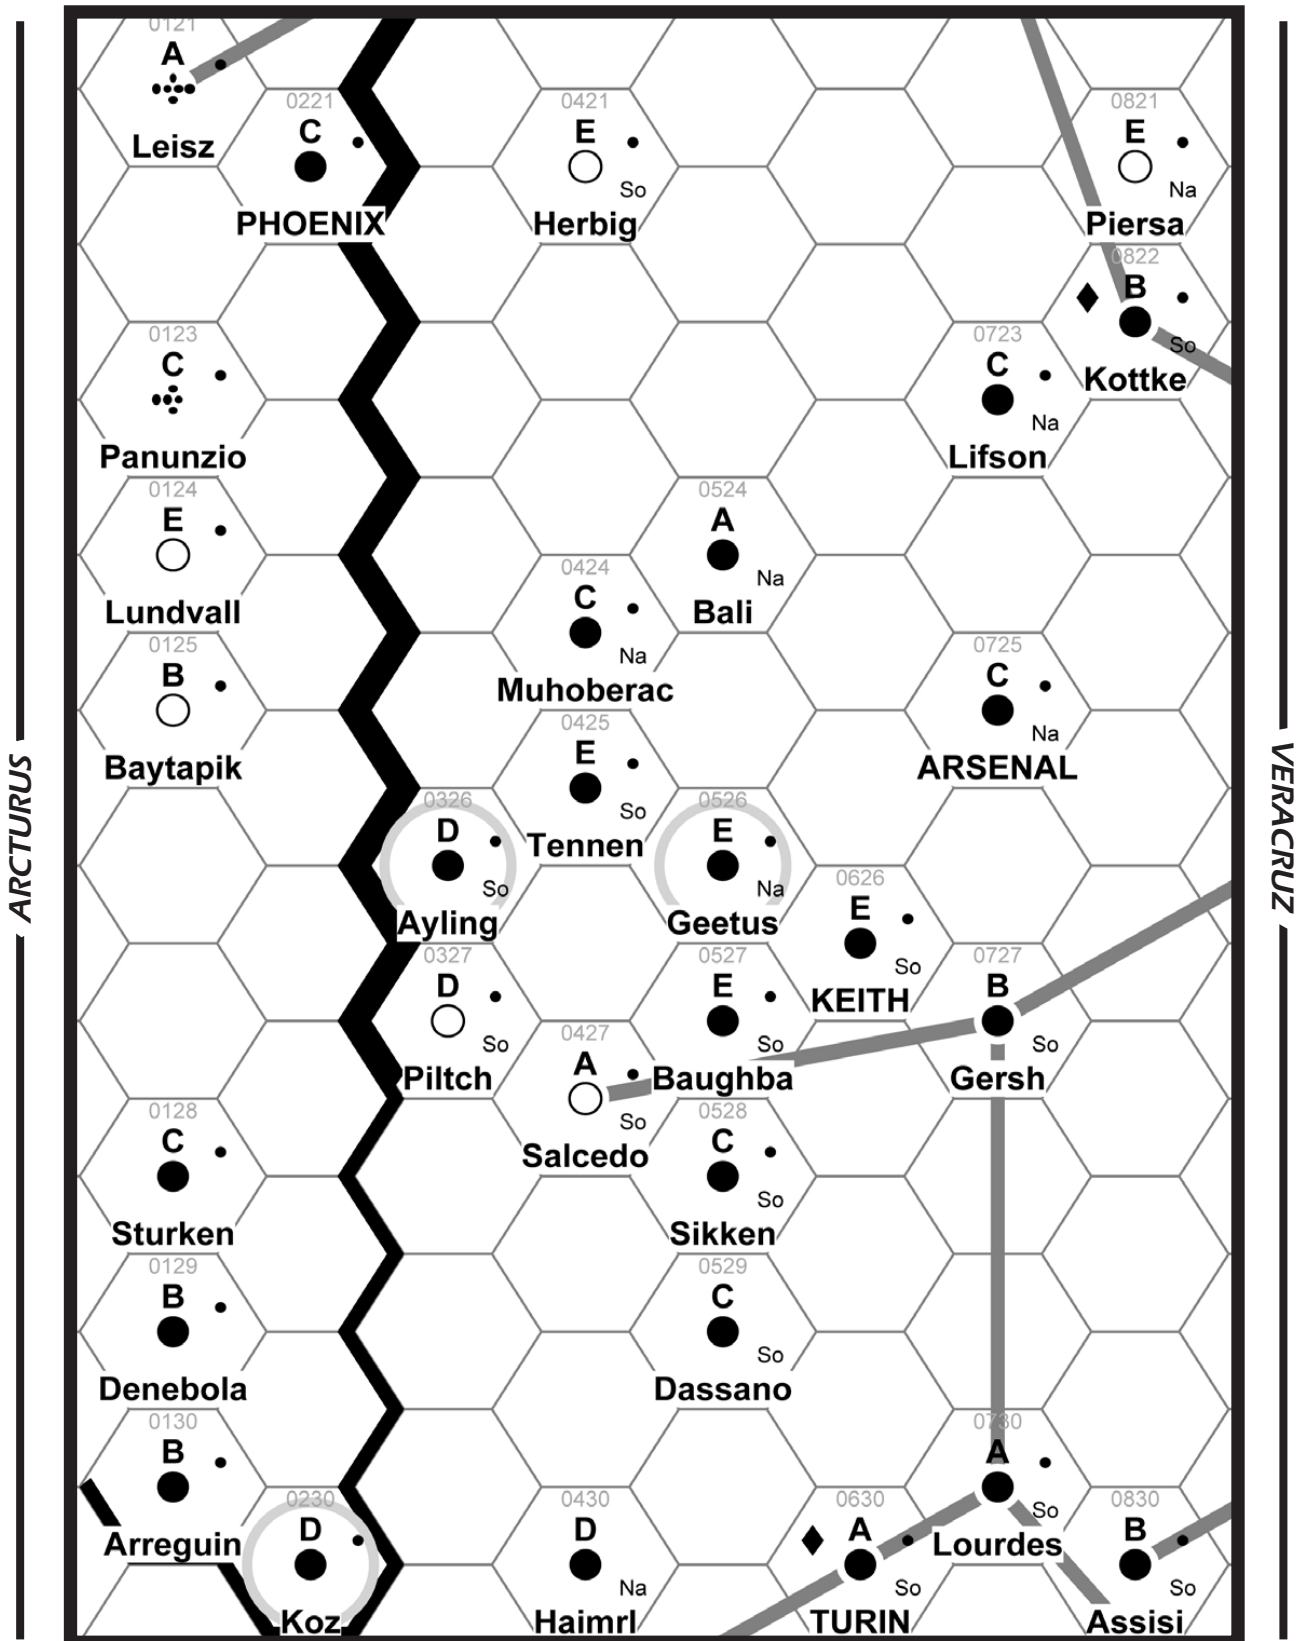 0121
A
Leisz
0221
C
PHOENIX
0421
E
So
Herbig
0821
E
Na
Piersa
0822
B
So
Kottke
0123
C
Panunzio
0723
C
Na
Lifson
0124
E
Lundvall
0524
A
Na
Bali
0424
C
Na
Muhoberac
0125
B
Baytapik
0725
C
Na
ARSENAL
0425
E
So
Tennen
0326
D
So
Ayling
0526
E
Na
Geetus
0626
E
So
KEITH
0327
D
So
Piltch
0527
E
So
Baughba
0727
B
So
Gersh
0427
A
So
Salcedo
0128
C
Sturken
0528
C
So
Sikken
0129
B
Denebola
0529
C
So
Dassano
0130
B
Arreguin
0730
A
So
Lourdes
0230
D
Koz
0430
D
Na
Haimrl
0630
A
So
TURIN
0830
B
So
Assisi
ARCTURUS
VERACRUZ